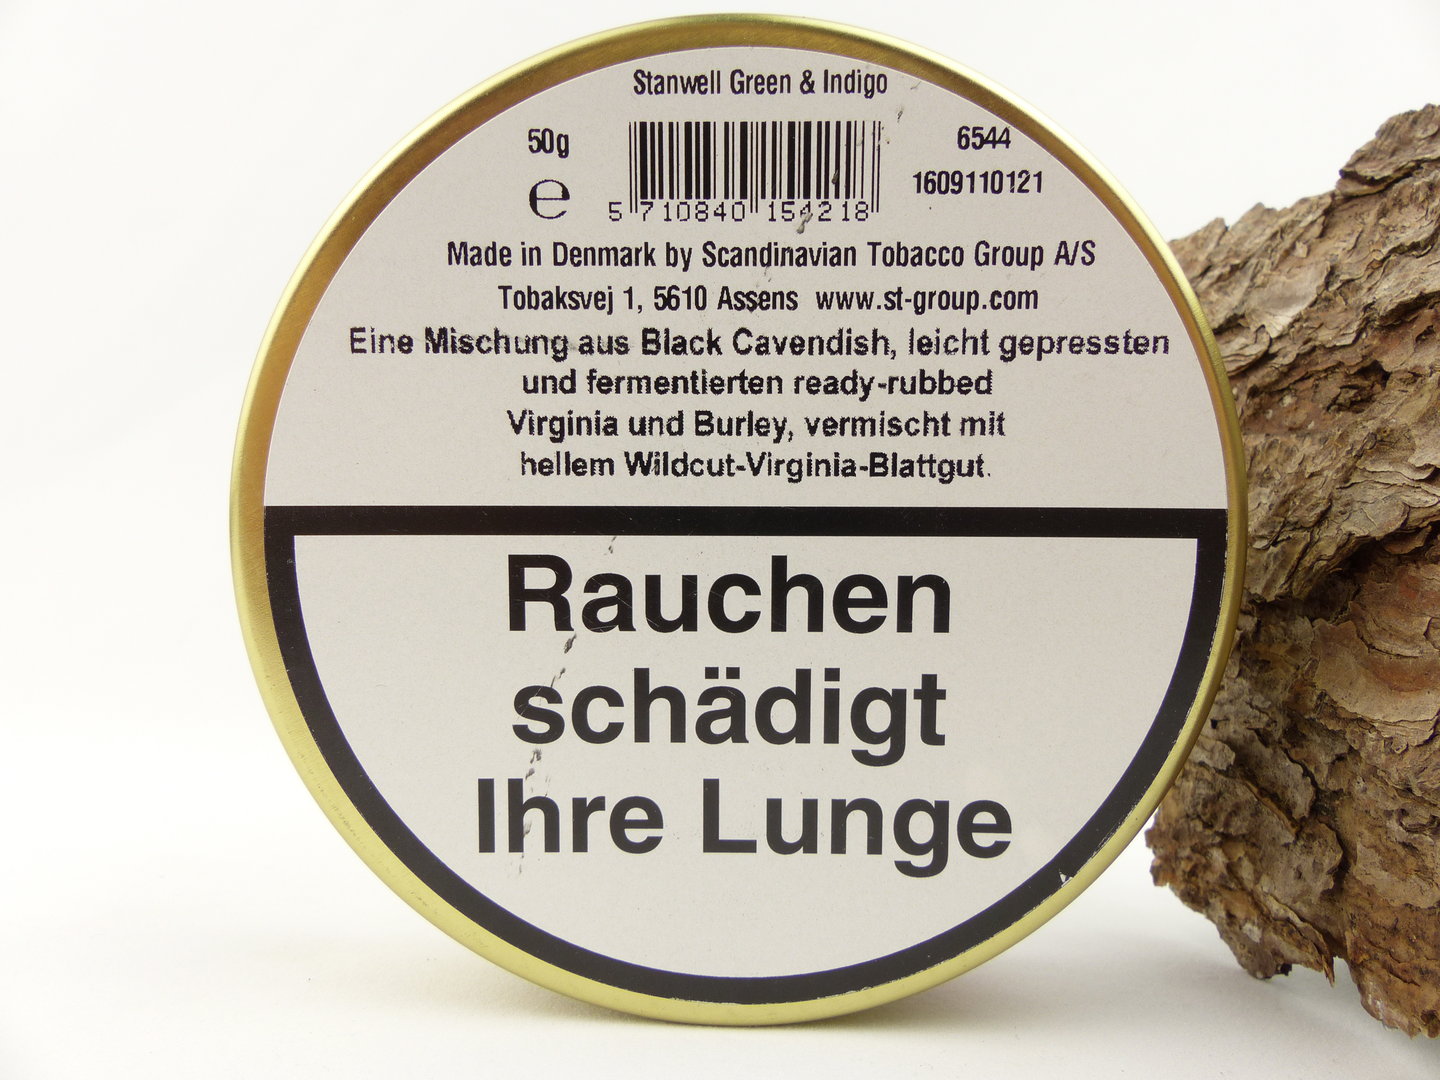 Stanwell Green & Indigo
50g
e
5 710840 154218
6544
1609110121
Made in Denmark by Scandinavian Tobacco Group A/S
Tobaksvej 1, 5610 Assens www.st-group.com
Eine Mischung aus Black Cavendish, leicht gepressten
und fermentierten ready-rubbed
Virginia und Burley, vermischt mit
hellem Wildcut-Virginia-Blattgut.
Rauchen
schädigt
Ihre Lunge